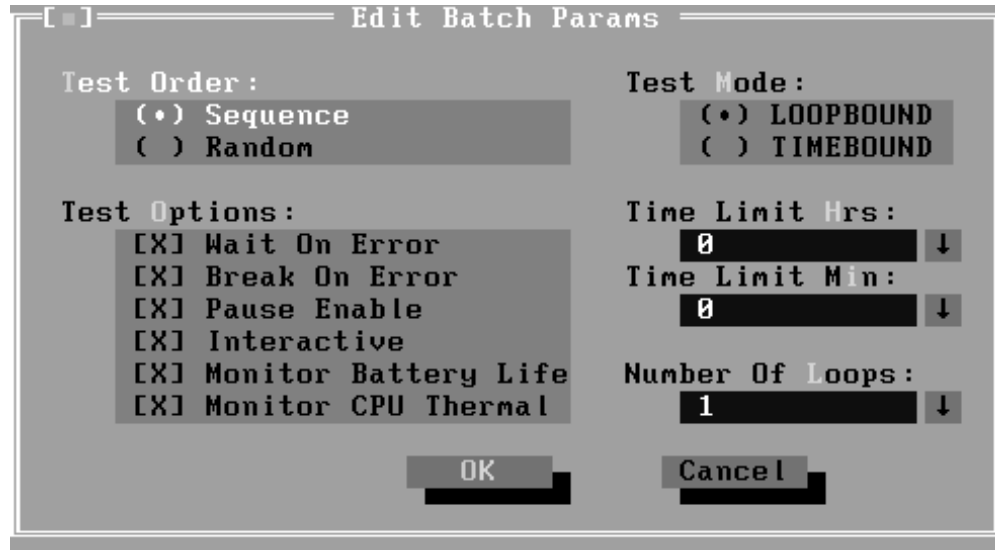 [■] Edit Batch Params
Test Order:
(•) Sequence
( ) Random
Test Mode:
(•) LOOPBOUND
( ) TIMEBOUND
Test Options:
[X] Wait On Error
[X] Break On Error
[X] Pause Enable
[X] Interactive
[X] Monitor Battery Life
[X] Monitor CPU Thermal
Time Limit Hrs:
0 ↓
Time Limit Min:
0 ↓
Number Of Loops:
1 ↓
OK Cancel